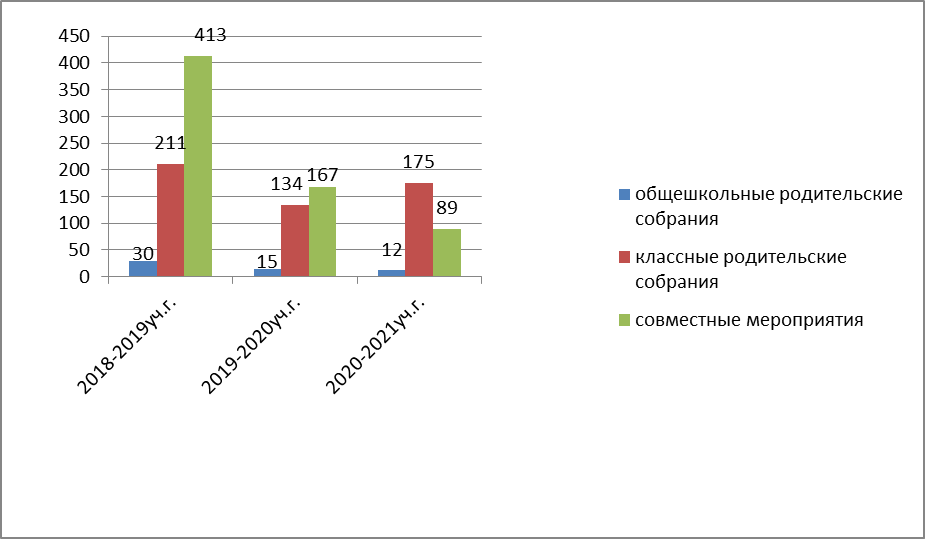 450
400
350
300
250
200
150
100
50
0
413
211
30
134
167
15
175
89
12
2018-2019уч.г.
2019-2020уч.г.
2020-2021уч.г.
общешкольные родительские
собрания
классные родительские
собрания
совместные мероприятия